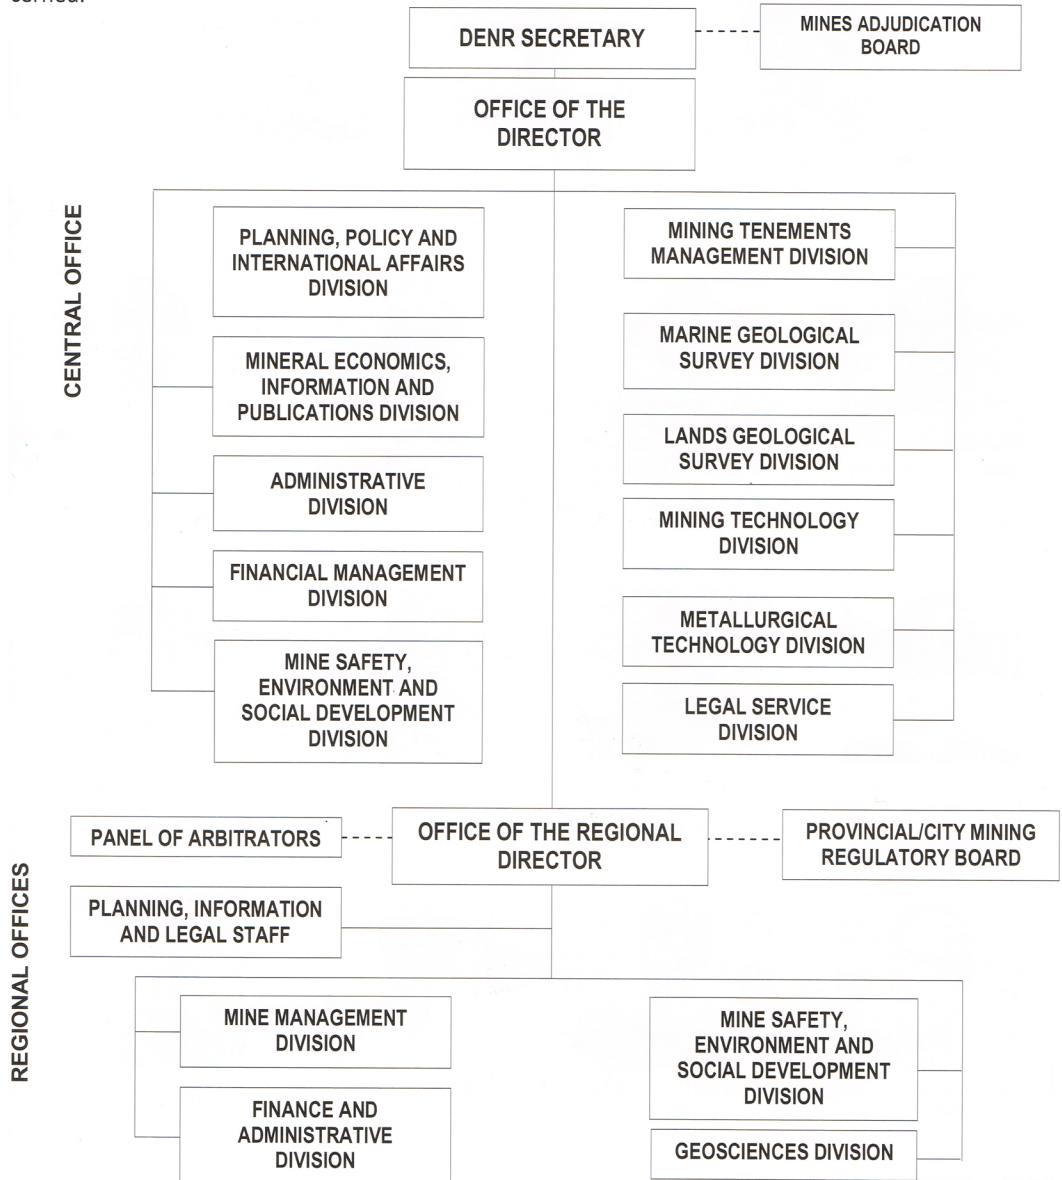 DENR SECRETARY
MINES ADJUDICATION
BOARD
OFFICE OF THE
DIRECTOR
CENTRAL OFFICE
PLANNING, POLICY AND
INTERNATIONAL AFFAIRS
DIVISION
MINERAL ECONOMICS,
INFORMATION AND
PUBLICATIONS DIVISION
ADMINISTRATIVE
DIVISION
FINANCIAL MANAGEMENT
DIVISION
MINE SAFETY,
ENVIRONMENT AND
SOCIAL DEVELOPMENT
DIVISION
MINING TENEMENTS
MANAGEMENT DIVISION
MARINE GEOLOGICAL
SURVEY DIVISION
LANDS GEOLOGICAL
SURVEY DIVISION
MINING TECHNOLOGY
DIVISION
METALLURGICAL
TECHNOLOGY DIVISION
LEGAL SERVICE
DIVISION
REGIONAL OFFICES
PANEL OF ARBITRATORS
OFFICE OF THE REGIONAL
DIRECTOR
PROVINCIAL/CITY MINING
REGULATORY BOARD
PLANNING, INFORMATION
AND LEGAL STAFF
MINE MANAGEMENT
DIVISION
FINANCE AND
ADMINISTRATIVE
DIVISION
MINE SAFETY,
ENVIRONMENT AND
SOCIAL DEVELOPMENT
DIVISION
GEOSCIENCES DIVISION